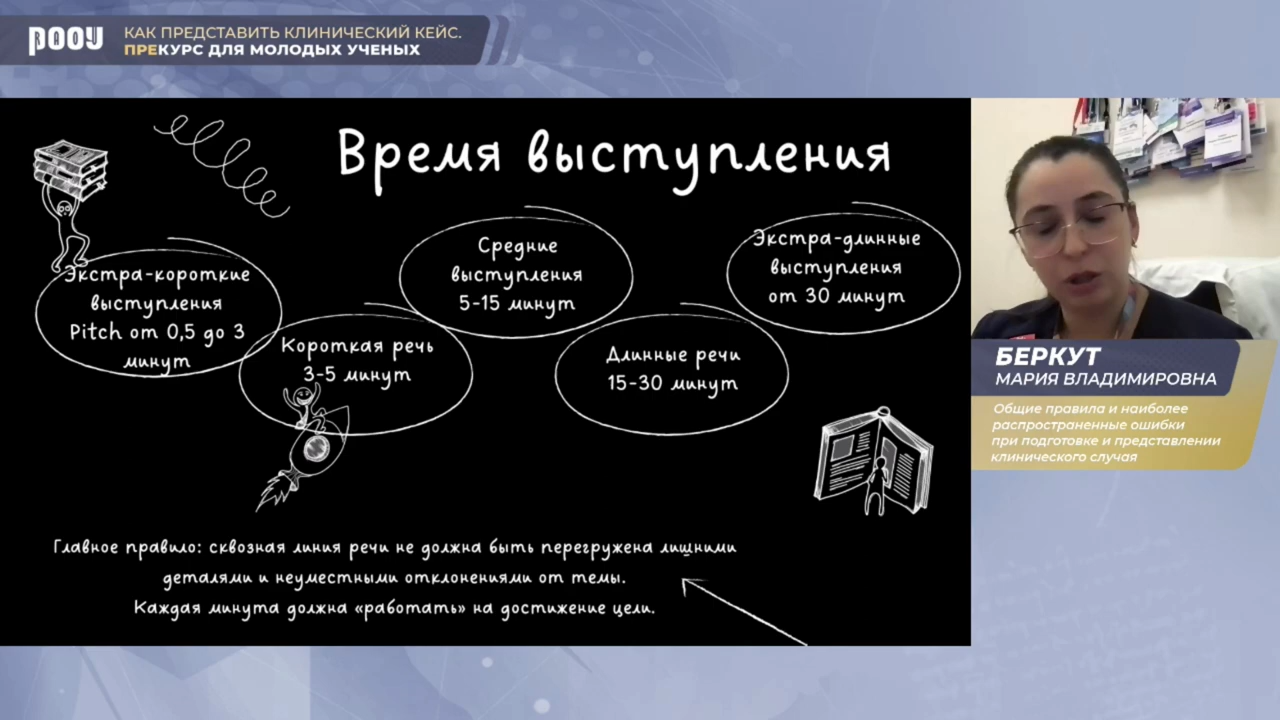 РООУ
КАК ПРЕДСТАВИТЬ КЛИНИЧЕСКИЙ КЕЙС.
ПРЕКУРС ДЛЯ МОЛОДЫХ УЧЕНЫХ
Время выступления
Экстра-короткие
выступления
Pitch от 0,5 до 3
минут
Короткая речь
3-5 минут
Средние
выступления
5-15 минут
Длинные речи
15-30 минут
Экстра-длинные
выступления
от 30 минут
Главное правило: сквозная линия речи не должна быть перегружена лишними
деталями и неуместными отклонениями от темы.
Каждая минута должна «работать» на достижение цели.
БЕРКУТ
МАРИЯ ВЛАДИМИРОВНА
Общие правила и наиболее
распространенные ошибки
при подготовке и представлении
клинического случая